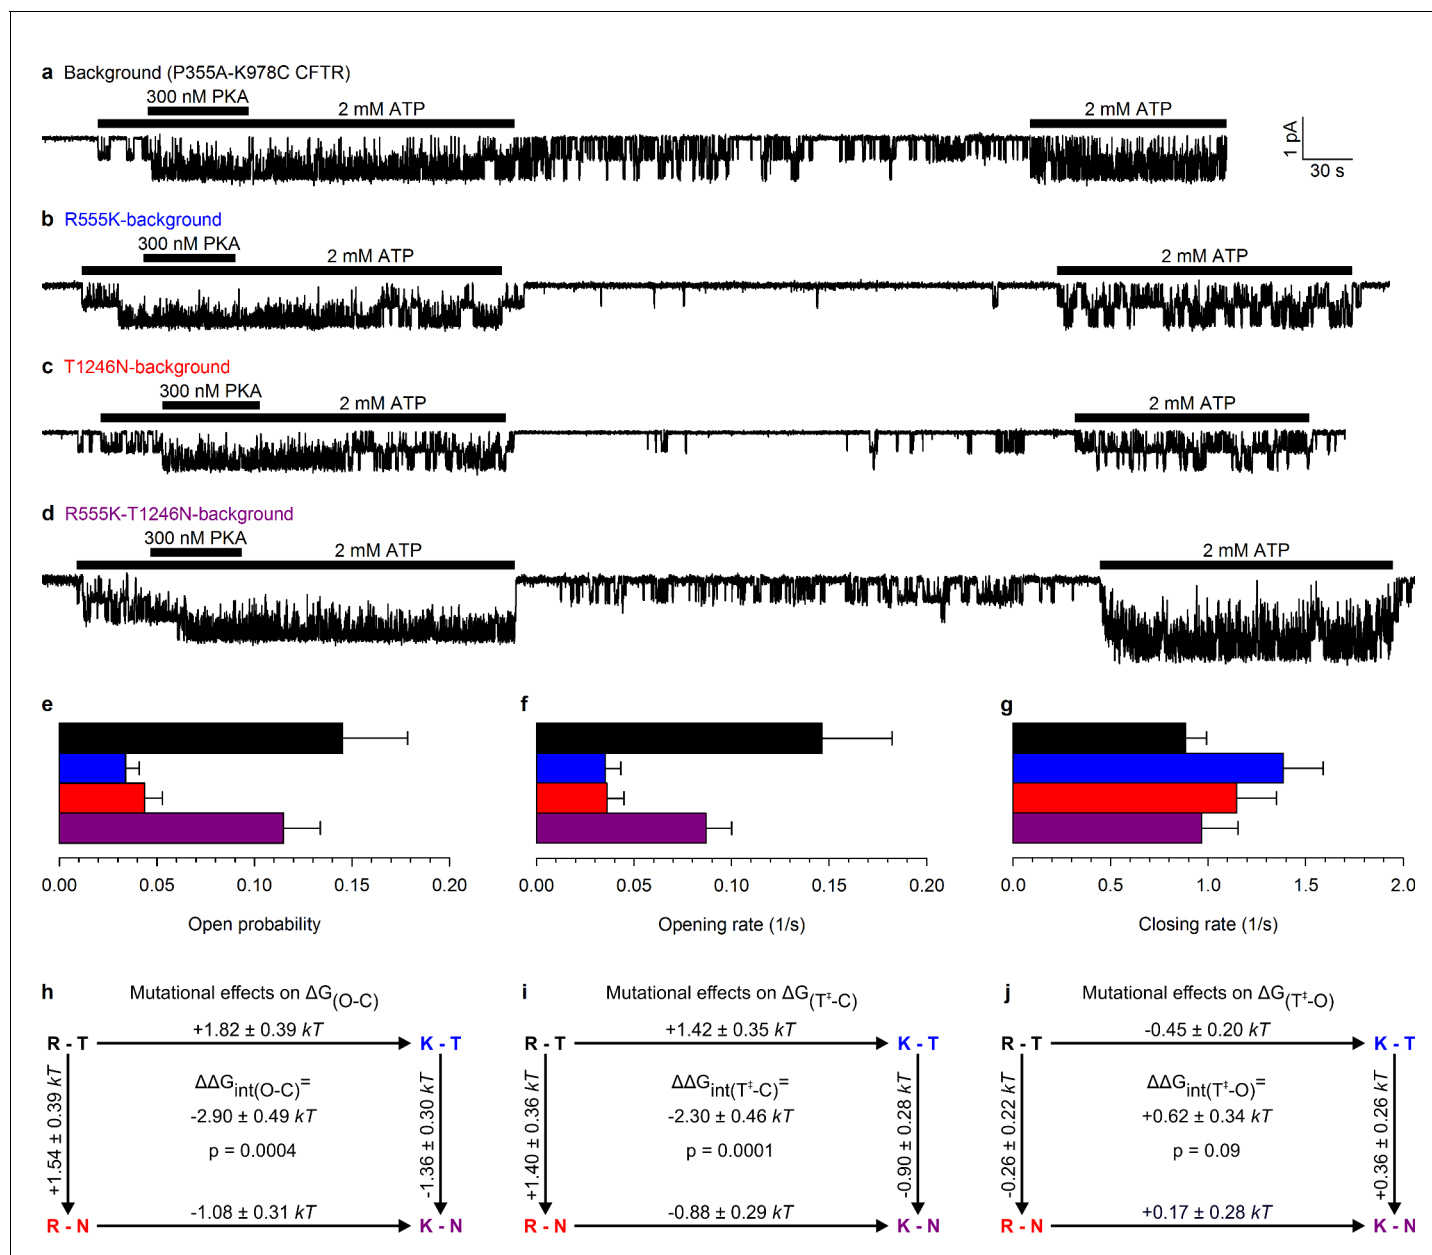 a Background (P355A-K978C CFTR)
300 nM PKA
2 mM ATP
2 mM ATP
1 pA
30 s
b R555K-background
300 nM PKA
2 mM ATP
2 mM ATP
c T1246N-background
300 nM PKA
2 mM ATP
2 mM ATP
d R555K-T1246N-background
300 nM PKA
2 mM ATP
2 mM ATP
e
0.00 0.05 0.10 0.15 0.20
Open probability
f
0.00 0.05 0.10 0.15 0.20
Opening rate (1/s)
g
0.0 0.5 1.0 1.5 2.0
Closing rate (1/s)
h Mutational effects on ΔG(O-C)
+1.82 ± 0.39 kT
R - T K - T
+1.54 ± 0.39 kT
ΔΔGint(O-C)=
-2.90 ± 0.49 kT
p = 0.0004
-1.36 ± 0.30 kT
-1.08 ± 0.31 kT
R - N K - N
i Mutational effects on ΔG(T‡-C)
+1.42 ± 0.35 kT
R - T K - T
+1.40 ± 0.36 kT
ΔΔGint(T‡-C)=
-2.30 ± 0.46 kT
p = 0.0001
-0.90 ± 0.28 kT
-0.88 ± 0.29 kT
R - N K - N
j Mutational effects on ΔG(T‡-O)
-0.45 ± 0.20 kT
R - T K - T
-0.26 ± 0.22 kT
ΔΔGint(T‡-O)=
+0.62 ± 0.34 kT
p = 0.09
+0.36 ± 0.26 kT
+0.17 ± 0.28 kT
R - N K - N